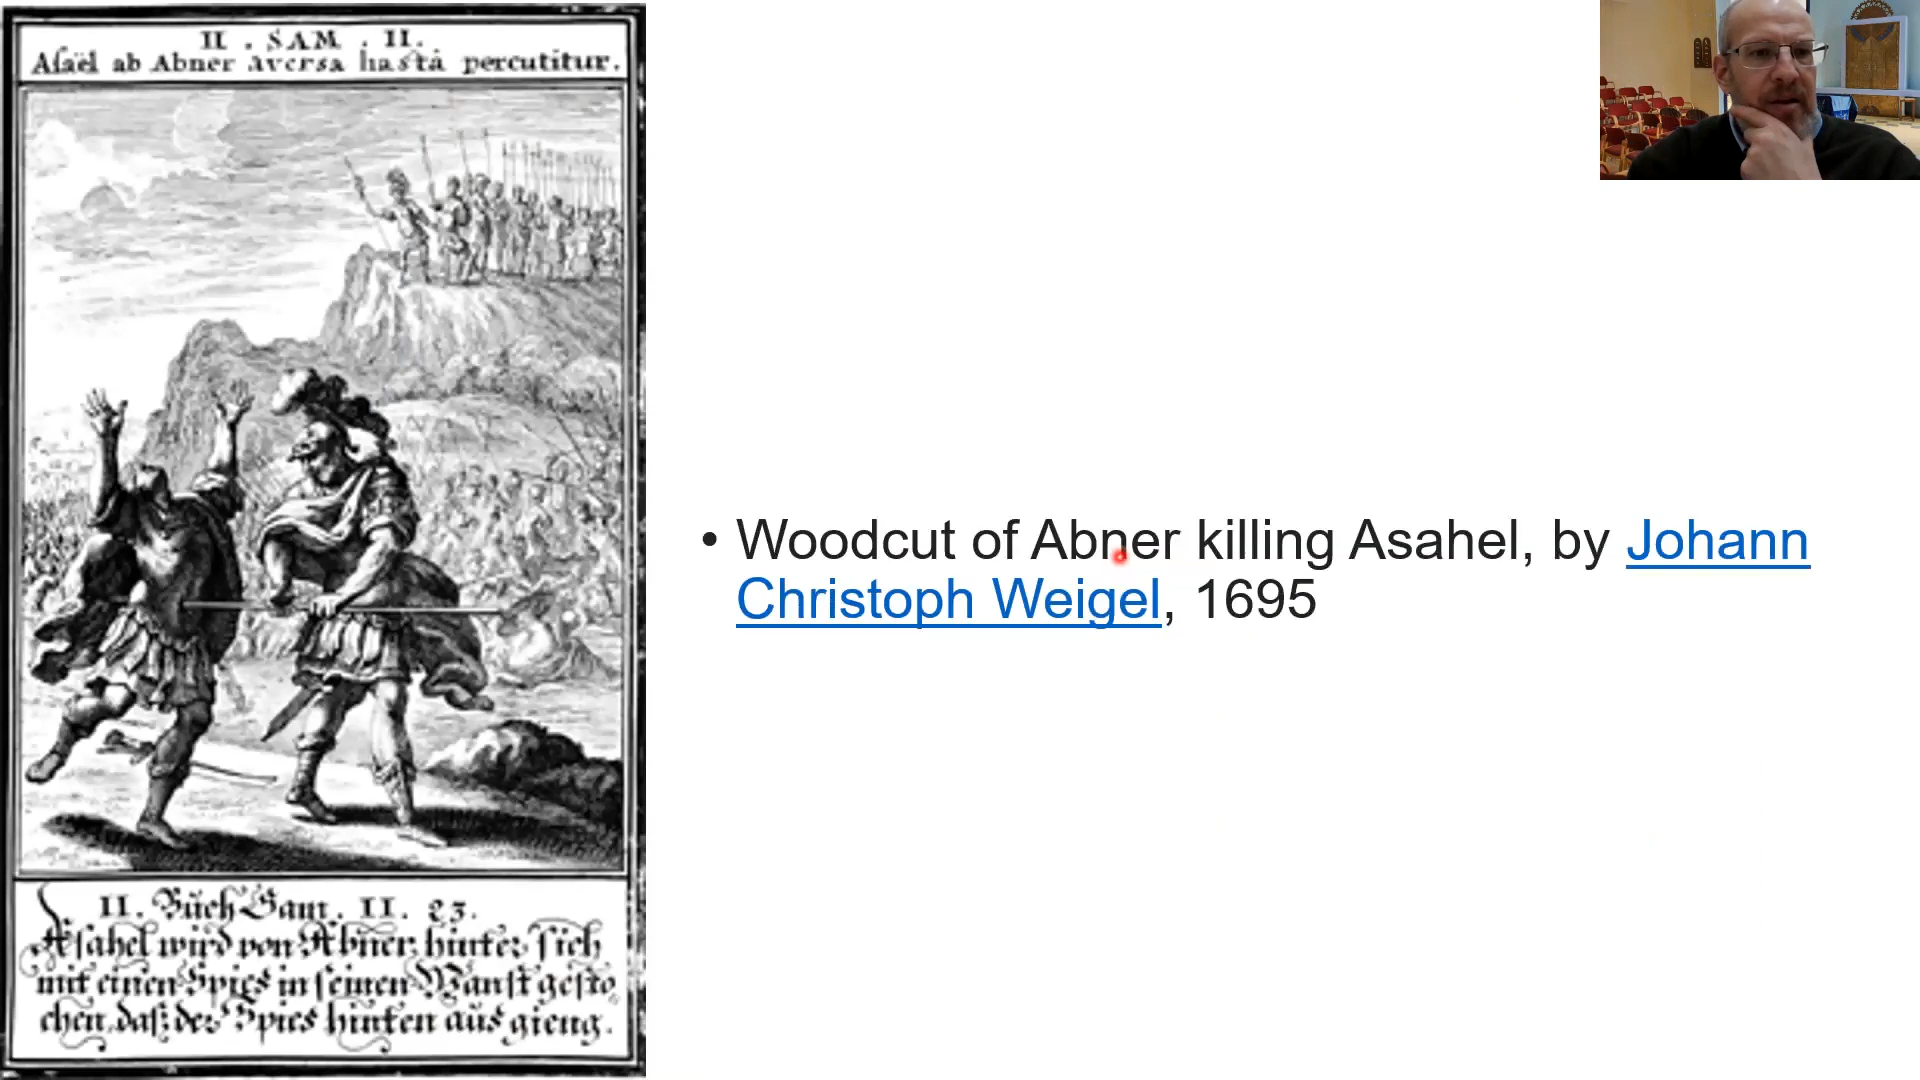 II . SAM . II.
Asaël ab Abner aversa hastâ percutitur.
• Woodcut of Abner killing Asahel, by Johann
Christoph Weigel, 1695
II. Büch Sam. II. 23.
Asahel wird von Abner hinter sich
mit einen Spies in seinen Wanst gesto
chen, daß der Spies hinten aus gieng.